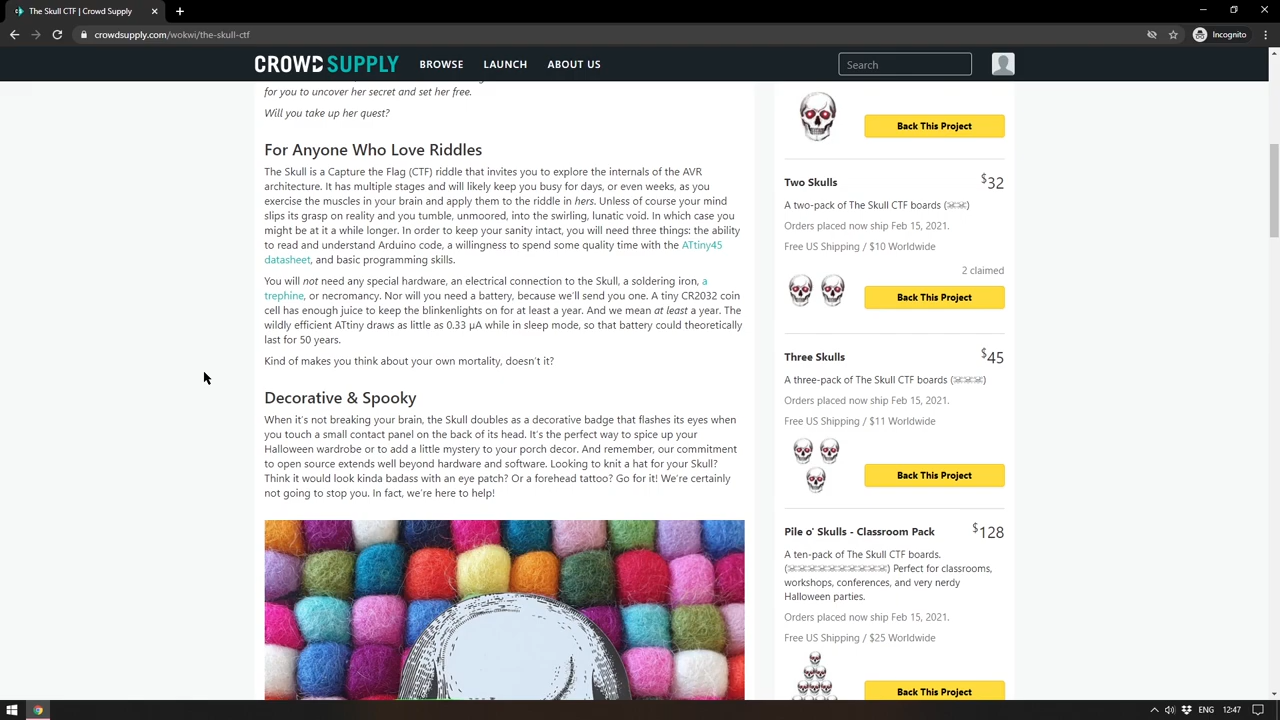 The Skull CTF | Crowd Supply
crowdsupply.com/wokwi/the-skull-ctf
Incognito
CROWD SUPPLY
BROWSE
LAUNCH
ABOUT US
Search
for you to uncover her secret and set her free.
Will you take up her quest?
For Anyone Who Love Riddles
The Skull is a Capture the Flag (CTF) riddle that invites you to explore the internals of the AVR
architecture. It has multiple stages and will likely keep you busy for days, or even weeks, as you
exercise the muscles in your brain and apply them to the riddle in hers. Unless of course your mind
slips its grasp on reality and you tumble, unmoored, into the swirling, lunatic void. In which case you
might be at it a while longer. In order to keep your sanity intact, you will need three things: the ability
to read and understand Arduino code, a willingness to spend some quality time with the ATtiny45
datasheet, and basic programming skills.
You will not need any special hardware, an electrical connection to the Skull, a soldering iron, a
trephine, or necromancy. Nor will you need a battery, because we'll send you one. A tiny CR2032 coin
cell has enough juice to keep the blinkenlights on for at least a year. And we mean at least a year. The
wildly efficient ATtiny draws as little as 0.33 µA while in sleep mode, so that battery could theoretically
last for 50 years.
Kind of makes you think about your own mortality, doesn't it?
Decorative & Spooky
When it's not breaking your brain, the Skull doubles as a decorative badge that flashes its eyes when
you touch a small contact panel on the back of its head. It's the perfect way to spice up your
Halloween wardrobe or to add a little mystery to your porch decor. And remember, our commitment
to open source extends well beyond hardware and software. Looking to knit a hat for your Skull?
Think it would look kinda badass with an eye patch? Or a forehead tattoo? Go for it! We're certainly
not going to stop you. In fact, we're here to help!
Back This Project
Two Skulls
$32
A two-pack of The Skull CTF boards (☠☠)
Orders placed now ship Feb 15, 2021.
Free US Shipping / $10 Worldwide
2 claimed
Back This Project
Three Skulls
$45
A three-pack of The Skull CTF boards (☠☠☠)
Orders placed now ship Feb 15, 2021.
Free US Shipping / $11 Worldwide
Back This Project
Pile o' Skulls - Classroom Pack
$128
A ten-pack of The Skull CTF boards.
(☠☠☠☠☠☠☠☠☠☠) Perfect for classrooms,
workshops, conferences, and very nerdy
Halloween parties.
Orders placed now ship Feb 15, 2021.
Free US Shipping / $25 Worldwide
Back This Project
ENG
12:47